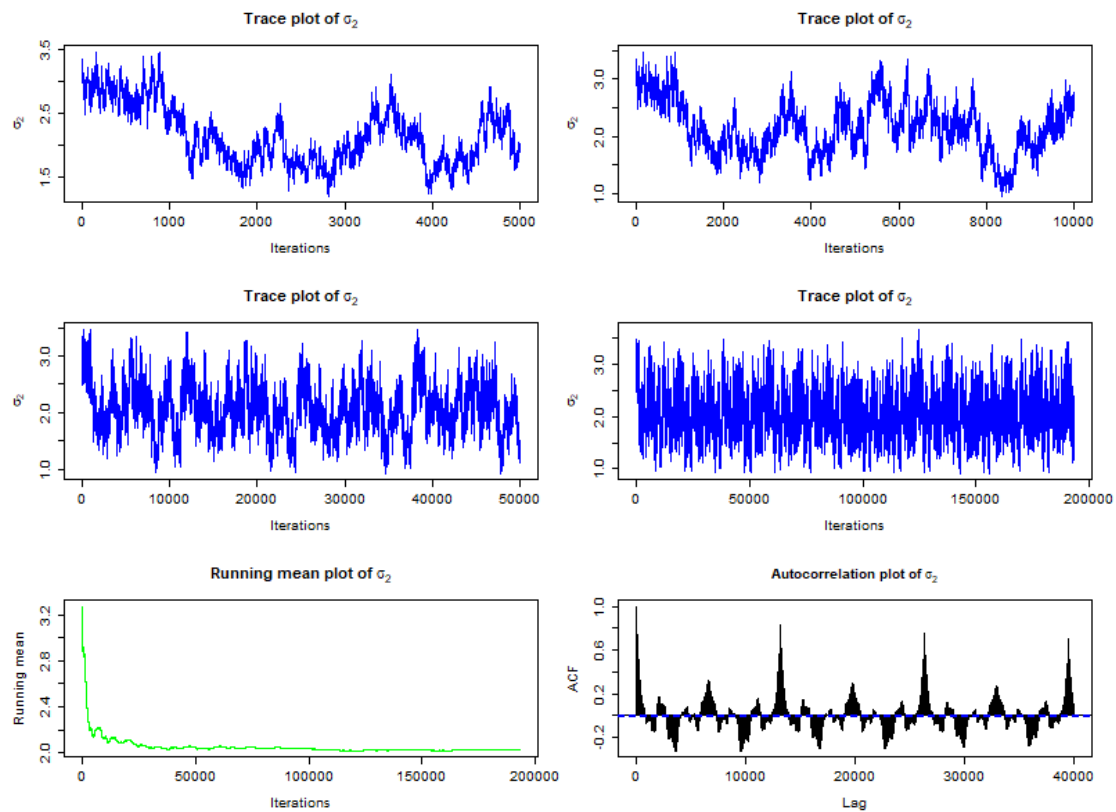 Trace plot of σ₂
σ₂
3.5
2.5
1.5
0 1000 2000 3000 4000 5000
Iterations
Trace plot of σ₂
σ₂
3.0
2.0
1.0
0 2000 4000 6000 8000 10000
Iterations
Trace plot of σ₂
σ₂
3.0
2.0
1.0
0 10000 20000 30000 40000 50000
Iterations
Trace plot of σ₂
σ₂
3.0
2.0
1.0
0 50000 100000 150000 200000
Iterations
Running mean plot of σ₂
Running mean
3.2
2.8
2.4
2.0
0 50000 100000 150000 200000
Iterations
Autocorrelation plot of σ₂
ACF
1.0
0.6
0.2
-0.2
0 10000 20000 30000 40000
Lag